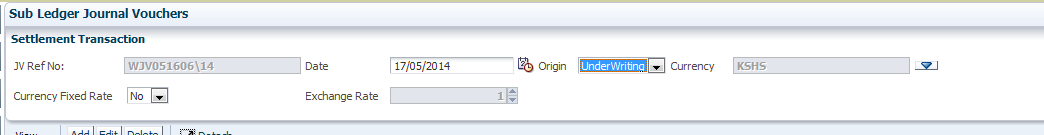 Sub Ledger Journal Vouchers
Settlement Transaction
JV Ref No: WJV051606\14 Date 17/05/2014 Origin UnderWriting Currency KSHS
Currency Fixed Rate No Exchange Rate 1
View Add Edit Delete Detach